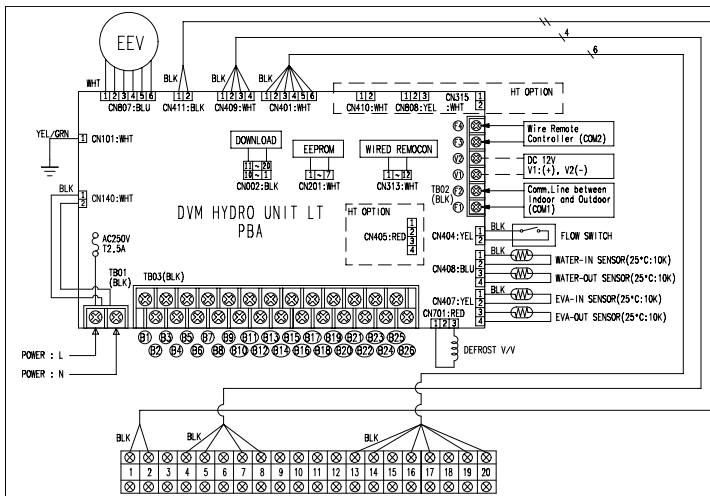 EEV
4
6
BLK
BLK
BLK
WHT
1 2 3 4 5 6
1 2
1 2 3 4
1 2 3 4 5 6
1 2
1 2
CN315
:WHT
1
2
HT OPTION
CN807:BLU
CN411:BLK
CN409:WHT
CN401:WHT
CN410:WHT
CN808:YEL
YEL/GRN
1
CN101:WHT
DOWNLOAD
11 ~ 20
10 ~ 1
CN002:BLK
EEPROM
1 ~ 7
CN201:WHT
WIRED REMOCON
1 ~ 12
CN313:WHT
F4
F3
V2
V1
F2
F1
Wire Remote
Controller (COM2)
DC 12V
V1:(+), V2(-)
Comm.Line between
Indoor and Outdoor
(COM1)
TB02
(BLK)
BLK
1
2
CN140:WHT
DVM HYDRO UNIT LT
PBA
HT OPTION
CN405:RED
1
2
3
4
CN404:YEL
1
2
BLK
FLOW SWITCH
AC250V
T2.5A
CN408:BLU
1
2
3
4
BLK
WATER-IN SENSOR(25°C:10K)
WATER-OUT SENSOR(25°C:10K)
TB01
(BLK)
TB03(BLK)
CN407:YEL
1
2
3
4
BLK
EVA-IN SENSOR(25°C:10K)
EVA-OUT SENSOR(25°C:10K)
CN701:RED
1 2 3
B1 B3 B5 B7 B9 B11 B13 B15 B17 B19 B21 B23 B25
B2 B4 B6 B8 B10 B12 B14 B16 B18 B20 B22 B24 B26
DEFROST V/V
POWER : L
POWER : N
BLK
BLK
BLK
1 2 3 4 5 6 7 8 9 10 11 12 13 14 15 16 17 18 19 20